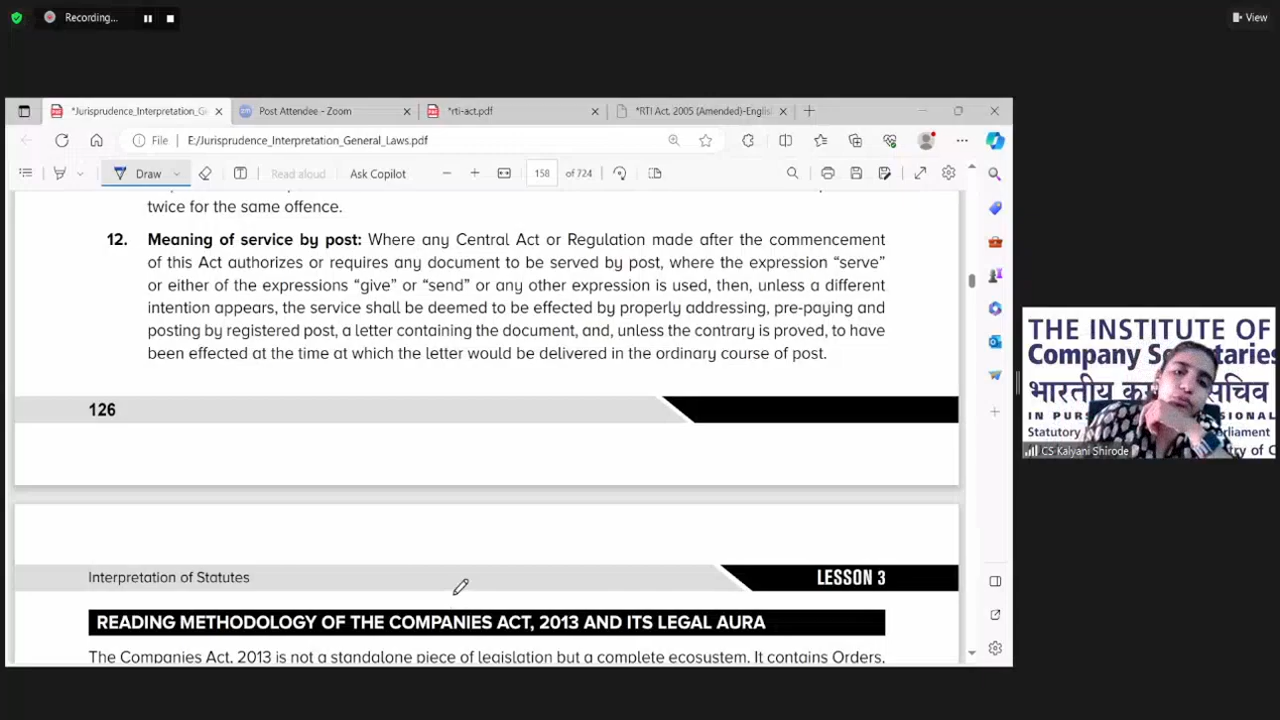 Recording...
View
*Jurisprudence_Interpretation_Ge
Post Attendee - Zoom
*rti-act.pdf
*RTI Act, 2005 (Amended)-Englis
File
E:/Jurisprudence_Interpretation_General_Laws.pdf
Draw
Read aloud
Ask Copilot
158
of 724
twice for the same offence.
12. Meaning of service by post: Where any Central Act or Regulation made after the commencement
of this Act authorizes or requires any document to be served by post, where the expression “serve”
or either of the expressions “give” or “send” or any other expression is used, then, unless a different
intention appears, the service shall be deemed to be effected by properly addressing, pre-paying and
posting by registered post, a letter containing the document, and, unless the contrary is proved, to have
been effected at the time at which the letter would be delivered in the ordinary course of post.
126
Interpretation of Statutes
LESSON 3
READING METHODOLOGY OF THE COMPANIES ACT, 2013 AND ITS LEGAL AURA
The Companies Act, 2013 is not a standalone piece of legislation but a complete ecosystem. It contains Orders,
THE INSTITUTE OF
Company
भारतीय
सचिव
IN
Statutory
CS Kalyani Shirode